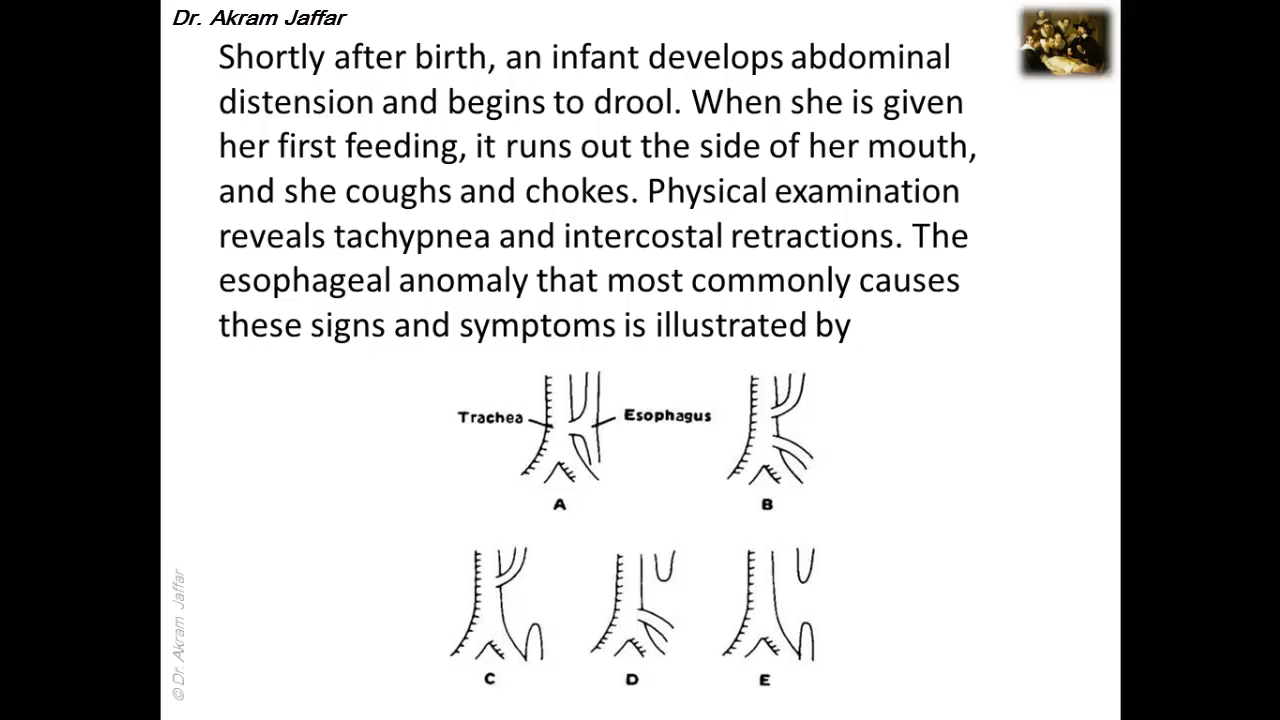 Dr. Akram Jaffar
Shortly after birth, an infant develops abdominal
distension and begins to drool. When she is given
her first feeding, it runs out the side of her mouth,
and she coughs and chokes. Physical examination
reveals tachypnea and intercostal retractions. The
esophageal anomaly that most commonly causes
these signs and symptoms is illustrated by
Trachea
Esophagus
A
B
C
D
E
© Dr. Akram Jaffar